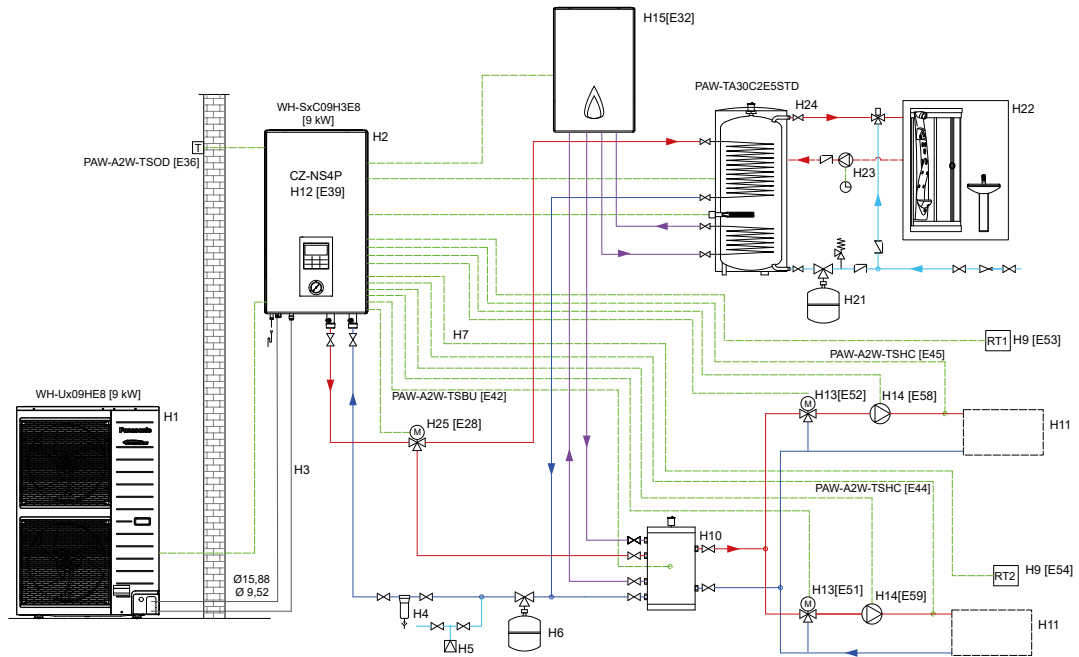 H15[E32]
PAW-TA30C2E5STD
WH-SxC09H3E8
[9 kW]
H2
H24
H22
T
PAW-A2W-TSOD [E36]
CZ-NS4P
H12 [E39]
H23
H21
H7
RT1
H9 [E53]
PAW-A2W-TSHC [E45]
WH-Ux09HE8 [9 kW]
PAW-A2W-TSBU [E42]
H13[E52]
H14 [E58]
M
H1
H25 [E28]
M
H11
Panasonic
H3
PAW-A2W-TSHC [E44]
H10
RT2
H9 [E54]
Ø15,88
Ø 9,52
H13[E51]
H14[E59]
M
H4
H5
H6
H11